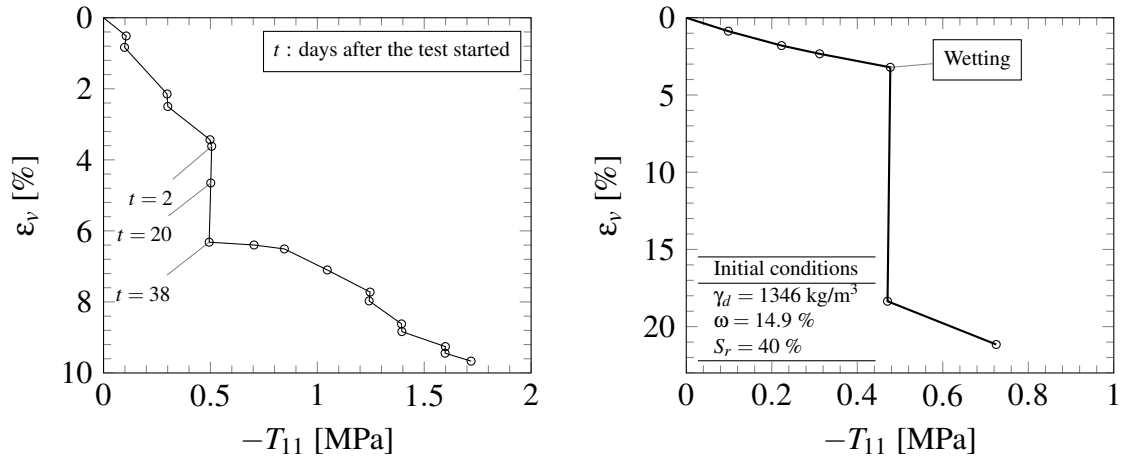 0
2
4
6
8
10
ε_v [%]
t : days after the test started
t = 2
t = 20
t = 38
0
0.5
1
1.5
2
−T₁₁ [MPa]
0
5
10
15
20
ε_v [%]
Wetting
Initial conditions
γ_d = 1346 kg/m³
ω = 14.9 %
S_r = 40 %
0
0.2
0.4
0.6
0.8
1
−T₁₁ [MPa]